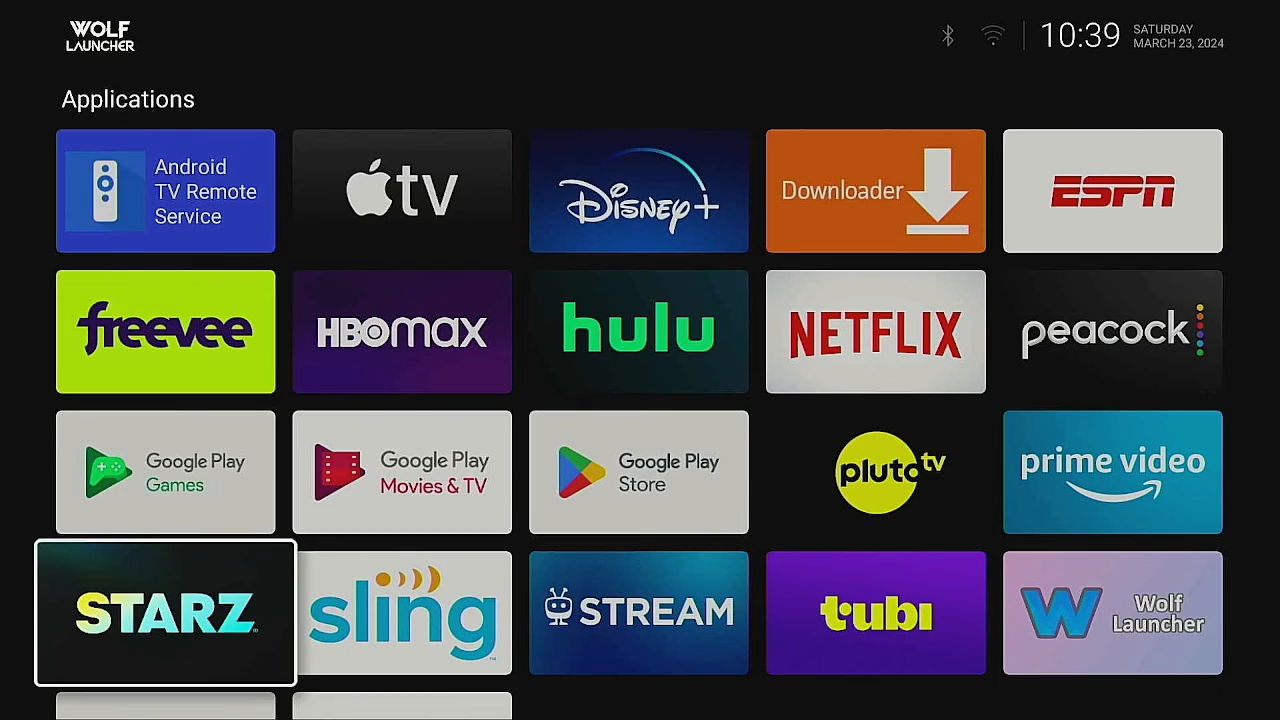 WOLF
LAUNCHER
10:39
SATURDAY
MARCH 23, 2024
Applications
Android
TV Remote
Service
tv
Disney+
Downloader
ESPN
freevee
HBOMAX
hulu
NETFLIX
peacock
Google Play
Games
Google Play
Movies & TV
Google Play
Store
pluto tv
prime video
STARZ
sling
STREAM
tubi
W
Wolf
Launcher